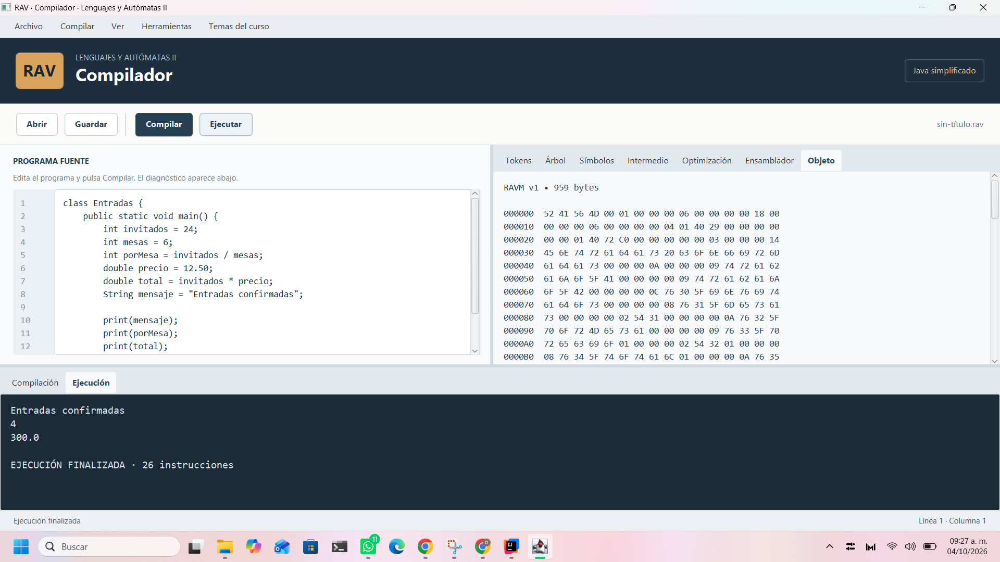 RAV · Compilador · Lenguajes y Autómatas II
Archivo Compilar Ver Herramientas Temas del curso
RAV
LENGUAJES Y AUTÓMATAS II
Compilador
Java simplificado
Abrir Guardar Compilar Ejecutar
sin-título.rav
PROGRAMA FUENTE
Edita el programa y pulsa Compilar. El diagnóstico aparece abajo.
1 class Entradas {
2 public static void main() {
3 int invitados = 24;
4 int mesas = 6;
5 int porMesa = invitados / mesas;
6 double precio = 12.50;
7 double total = invitados * precio;
8 String mensaje = "Entradas confirmadas";
9
10 print(mensaje);
11 print(porMesa);
12 print(total);
Tokens Árbol Símbolos Intermedio Optimización Ensamblador Objeto
RAVM v1 • 959 bytes
000000 52 41 56 4D 00 01 00 00 00 06 00 00 00 00 18 00
000010 00 00 00 06 00 00 00 00 04 01 40 29 00 00 00 00
000020 00 00 01 40 72 C0 00 00 00 00 00 03 00 00 00 14
000030 45 6E 74 72 61 64 61 73 20 63 6F 6E 66 69 72 6D
000040 61 64 61 73 00 00 00 0A 00 00 00 09 74 72 61 62
000050 61 6A 6F 5F 41 00 00 00 00 09 74 72 61 62 61 6A
000060 6F 5F 42 00 00 00 00 0C 76 30 5F 69 6E 76 69 74
000070 61 64 6F 73 00 00 00 00 08 76 31 5F 6D 65 73 61
000080 73 00 00 00 00 02 54 31 00 00 00 00 0A 76 32 5F
000090 70 6F 72 4D 65 73 61 00 00 00 00 09 76 33 5F 70
0000A0 72 65 63 69 6F 01 00 00 00 02 54 32 01 00 00 00
0000B0 08 76 34 5F 74 6F 74 61 6C 01 00 00 00 0A 76 35
Compilación Ejecución
Entradas confirmadas
4
300.0
EJECUCIÓN FINALIZADA · 26 instrucciones
Ejecución finalizada
Línea 1 · Columna 1
Buscar
11
09:27 a. m.
04/10/2026